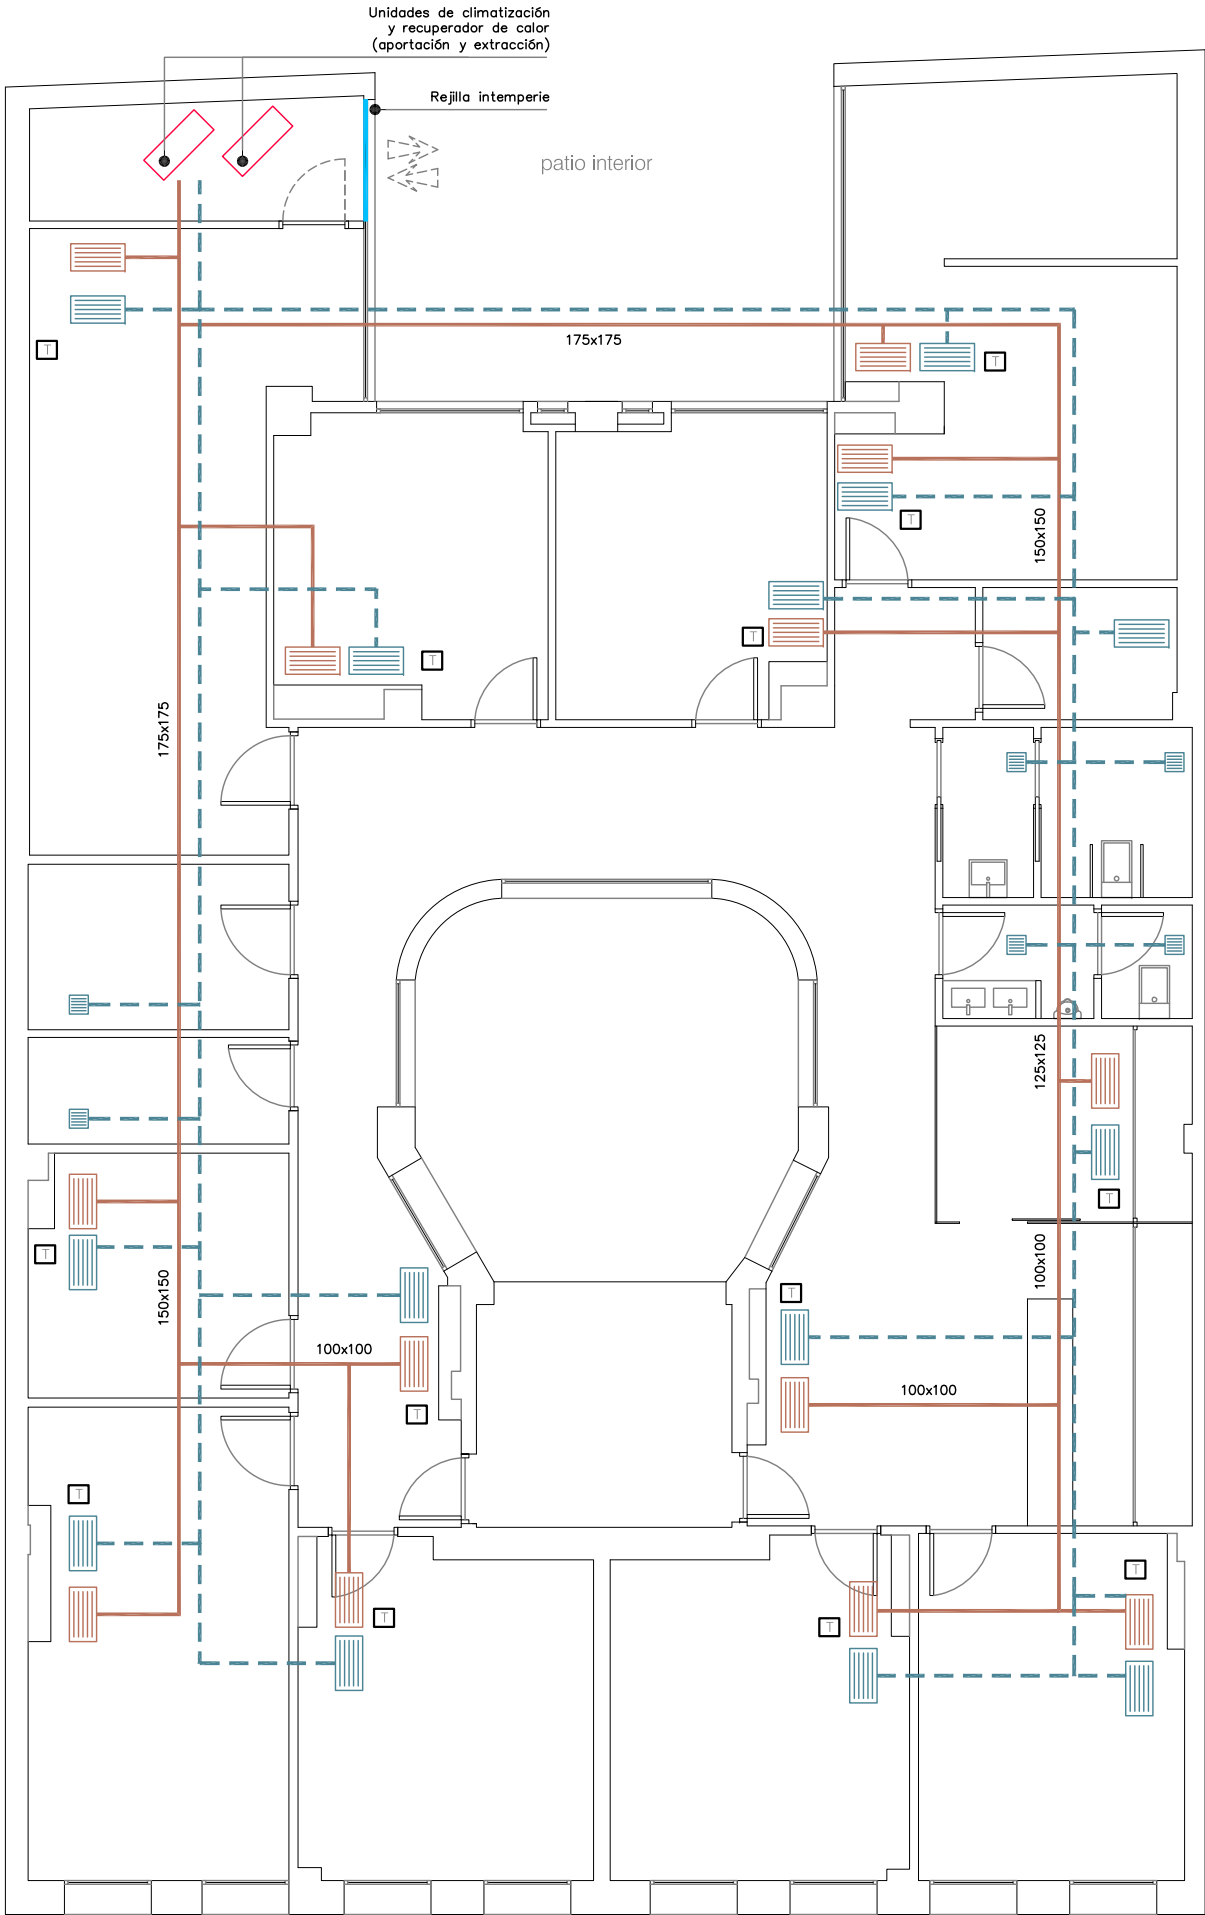 Unidades de climatización
y recuperador de calor
(aportación y extracción)
Rejilla intemperie
patio interior
175x175
T
T
T
150x150
T
T
175x175
125x125
T
T
150x150
100x100
T
100x100
100x100
T
T
T
T
T